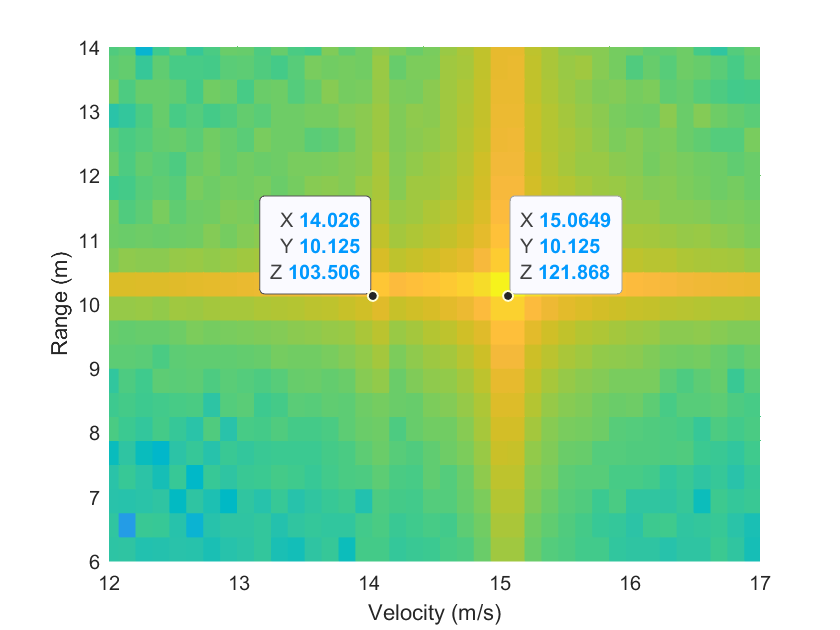 14
13
12
11
10
9
8
7
6
Range (m)
X 14.026
Y 10.125
Z 103.506
X 15.0649
Y 10.125
Z 121.868
12 13 14 15 16 17
Velocity (m/s)